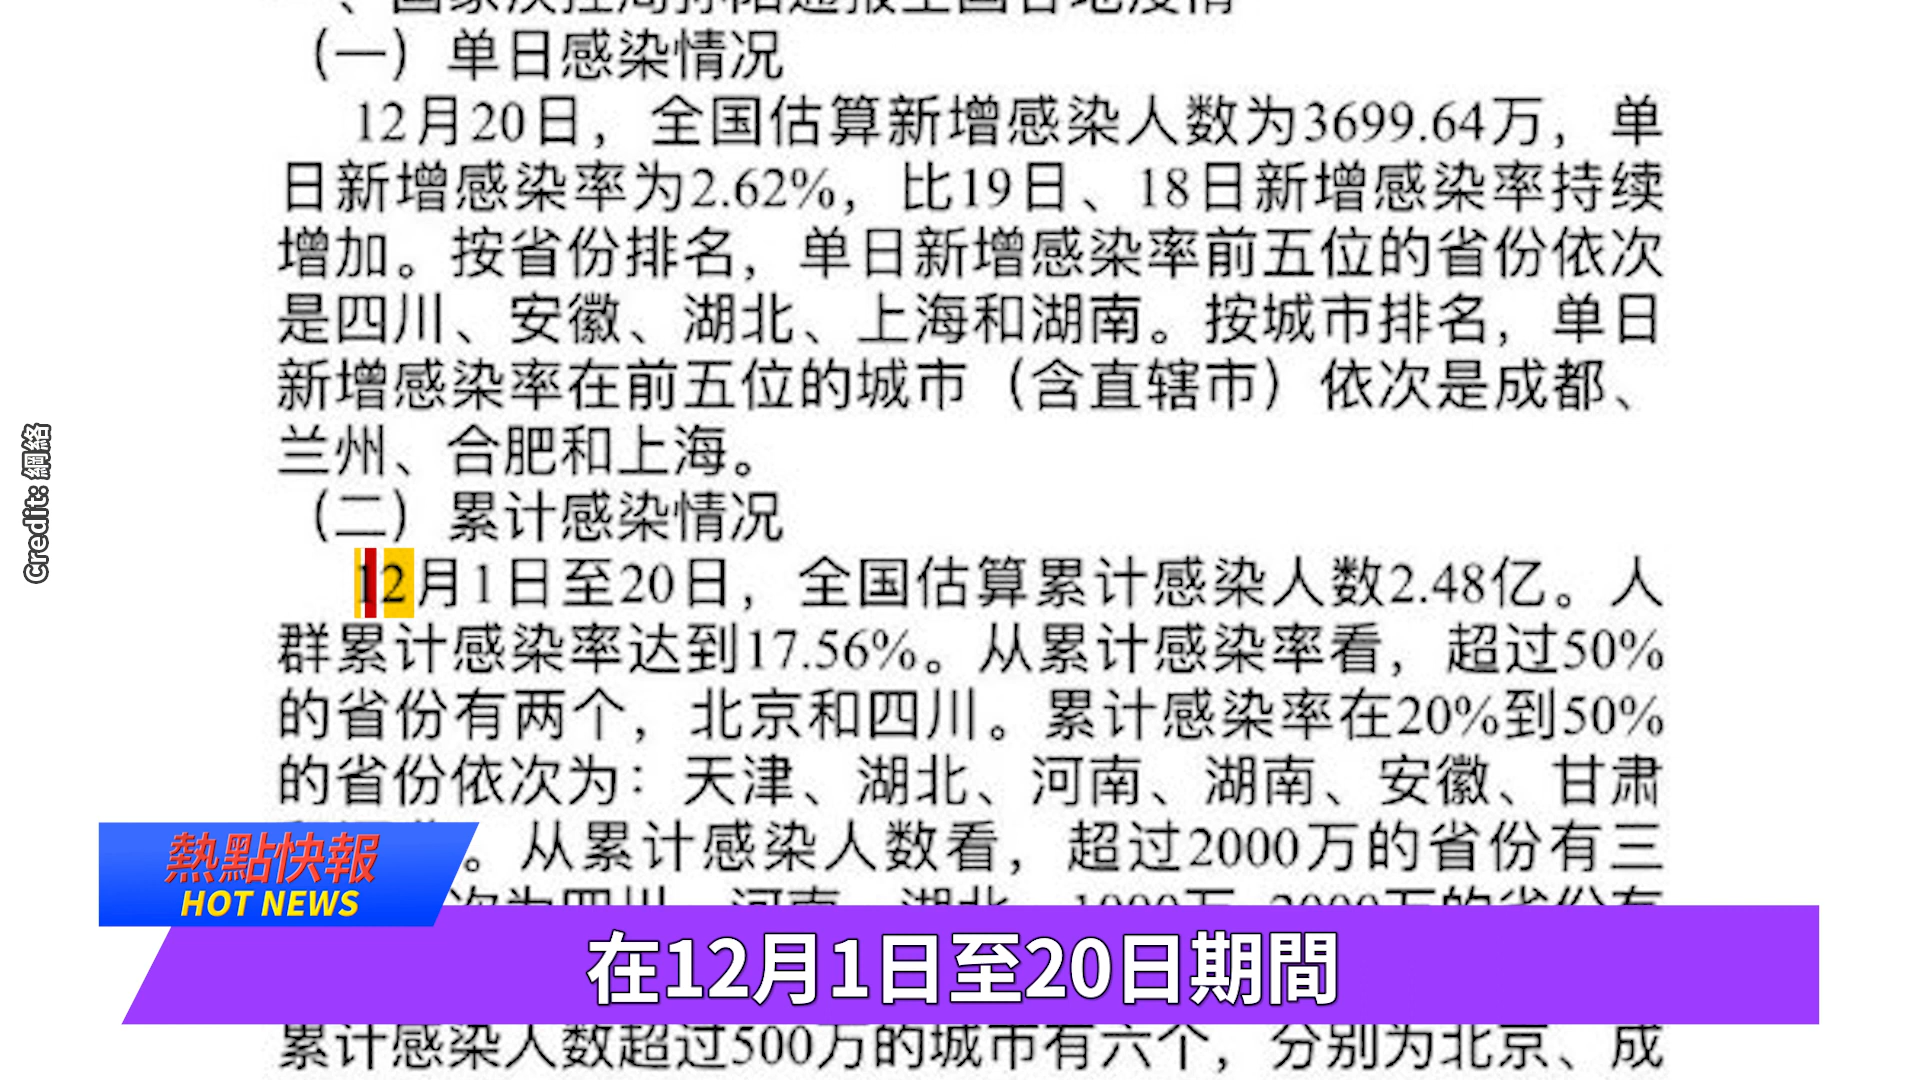 (一)单日感染情况
12月20日，全国估算新增感染人数为3699.64万，单
日新增感染率为2.62%，比19日、18日新增感染率持续
增加。按省份排名，单日新增感染率前五位的省份依次
是四川、安徽、湖北、上海和湖南。按城市排名，单日
新增感染率在前五位的城市（含直辖市）依次是成都、
兰州、合肥和上海。
(二)累计感染情况
12月1日至20日，全国估算累计感染人数2.48亿。人
群累计感染率达到17.56%。从累计感染率看，超过50%
的省份有两个，北京和四川。累计感染率在20%到50%
的省份依次为：天津、湖北、河南、湖南、安徽、甘肃
。从累计感染人数看，超过2000万的省份有三
熱點快報
HOT NEWS
在12月1日至20日期間
累计感染人数超过500万的城市有六个，分别为北京、成
Credit: 網絡